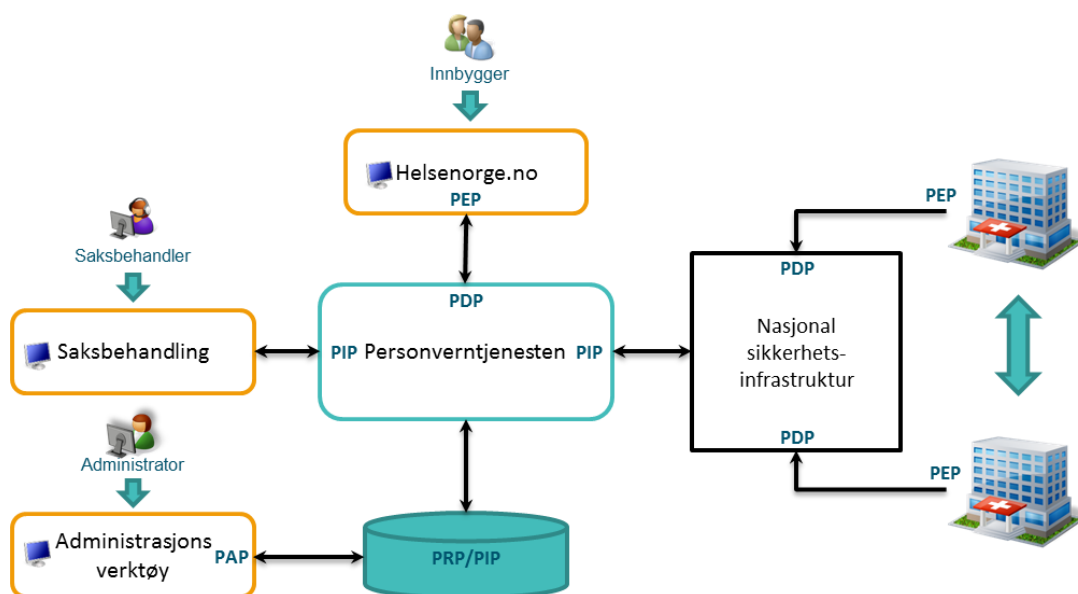 Innbygger
Helsenorge.no
PEP
Saksbehandler
Saksbehandling
PDP
PIP Personverntjenesten PIP
PEP
PDP
Nasjonal
sikkerhets-
infrastruktur
PDP
PEP
Administrator
Administrasjons
verktøy
PAP
PRP/PIP